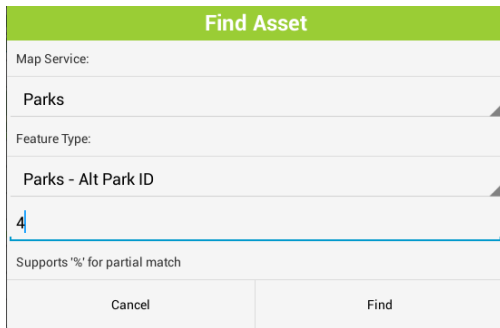 Find Asset
Map Service:
Parks
Feature Type:
Parks - Alt Park ID
4
Supports '%' for partial match
Cancel Find